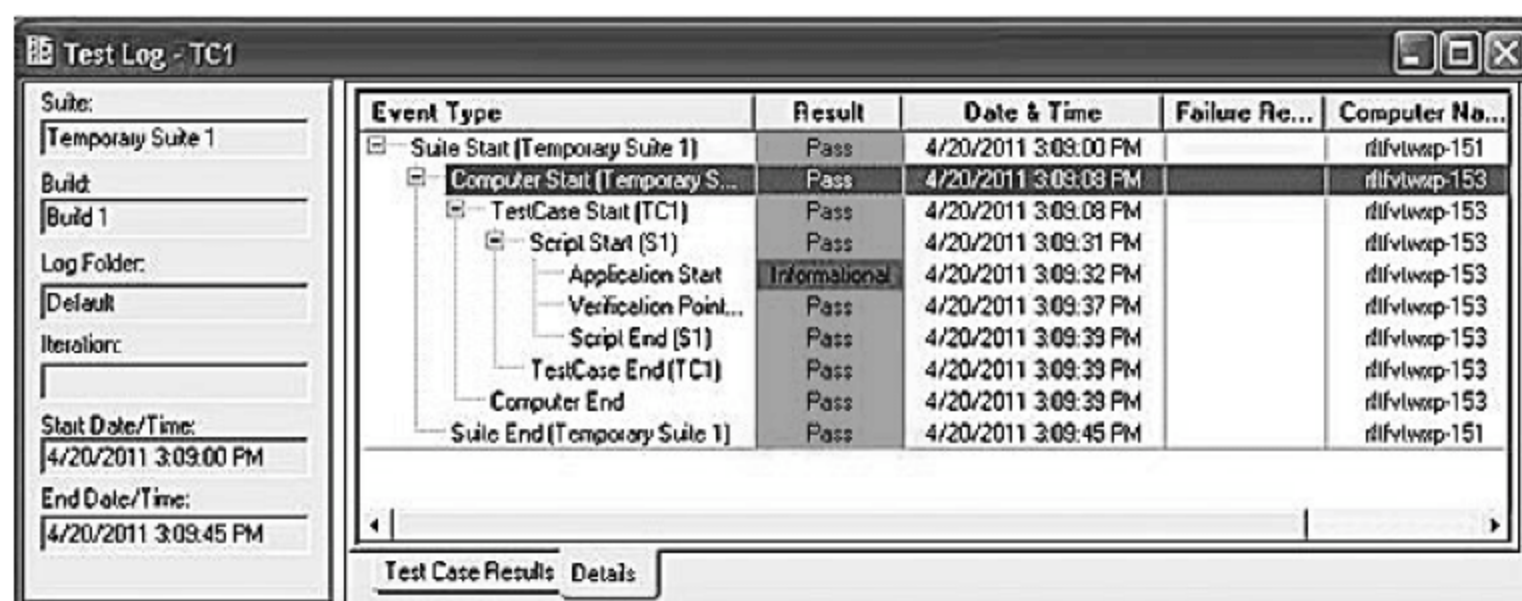 Test Log - TC1
Suite:
Temporary Suite 1
Build:
Build 1
Log Folder:
Default
Iteration:
Start Date/Time:
4/20/2011 3:09:00 PM
End Date/Time:
4/20/2011 3:09:45 PM
Event Type Result Date & Time Failure Re... Computer Na...
Suite Start (Temporary Suite 1) Pass 4/20/2011 3:09:00 PM
Computer Start (Temporary S... Pass 4/20/2011 3:09:08 PM
TestCase Start (TC1) Pass 4/20/2011 3:09:08 PM
Script Start (S1) Pass 4/20/2011 3:09:31 PM
Application Start Informational 4/20/2011 3:09:32 PM
Verification Point... Pass 4/20/2011 3:09:37 PM
Script End (S1) Pass 4/20/2011 3:09:39 PM
TestCase End (TC1) Pass 4/20/2011 3:09:39 PM
Computer End Pass 4/20/2011 3:09:39 PM
Suite End (Temporary Suite 1) Pass 4/20/2011 3:09:45 PM
Test Case Results Details